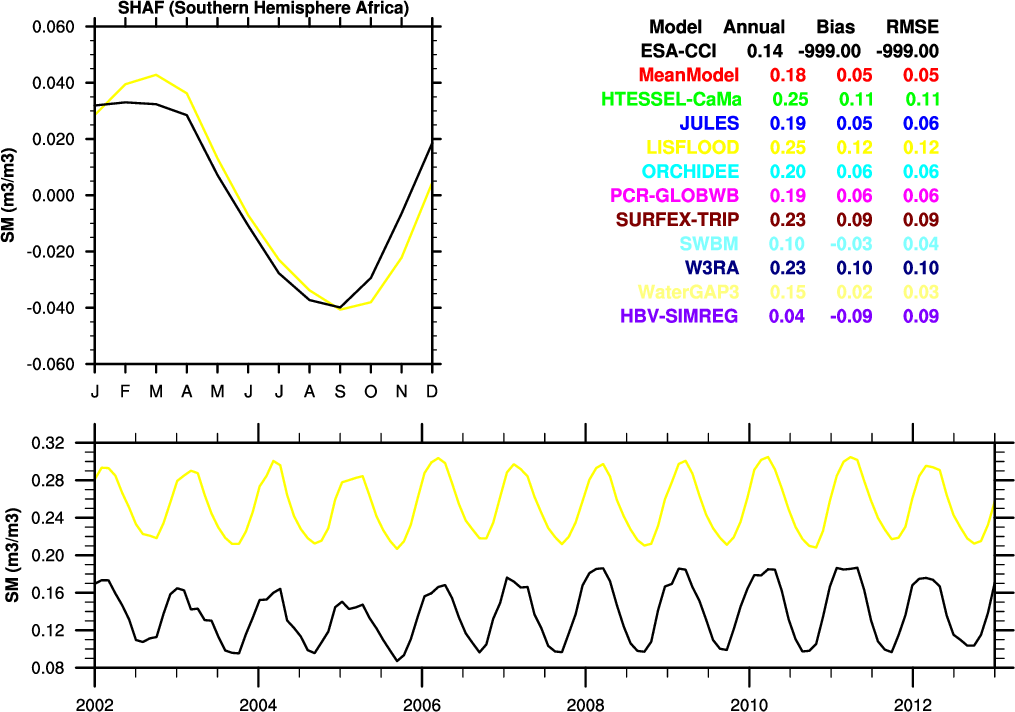 SHAF (Southern Hemisphere Africa)
0.060
0.040
0.020
0.000
-0.020
-0.040
-0.060
SM (m3/m3)
J F M A M J J A S O N D
Model Annual Bias RMSE
ESA-CCI 0.14 -999.00 -999.00
MeanModel 0.18 0.05 0.05
HTESSEL-CaMa 0.25 0.11 0.11
JULES 0.19 0.05 0.06
LISFLOOD 0.25 0.12 0.12
ORCHIDEE 0.20 0.06 0.06
PCR-GLOBWB 0.19 0.06 0.06
SURFEX-TRIP 0.23 0.09 0.09
SWBM 0.10 -0.03 0.04
W3RA 0.23 0.10 0.10
WaterGAP3 0.15 0.02 0.03
HBV-SIMREG 0.04 -0.09 0.09
0.32
0.28
0.24
0.20
0.16
0.12
0.08
SM (m3/m3)
2002 2004 2006 2008 2010 2012